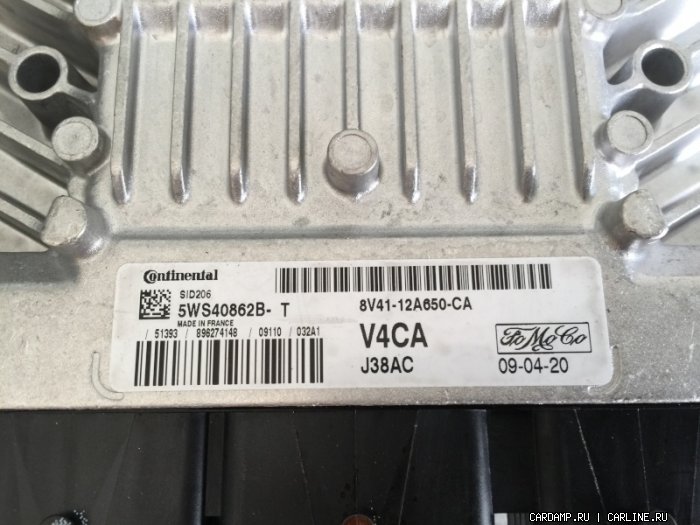 Continental
SID206
5WS40862B- T
MADE IN FRANCE
/ 51393 / 896274148 / 09110 / 032A1
8V41-12A650-CA
V4CA
J38AC
FoMoCo
09-04-20
CARDAMP.RU | CARLINE.RU